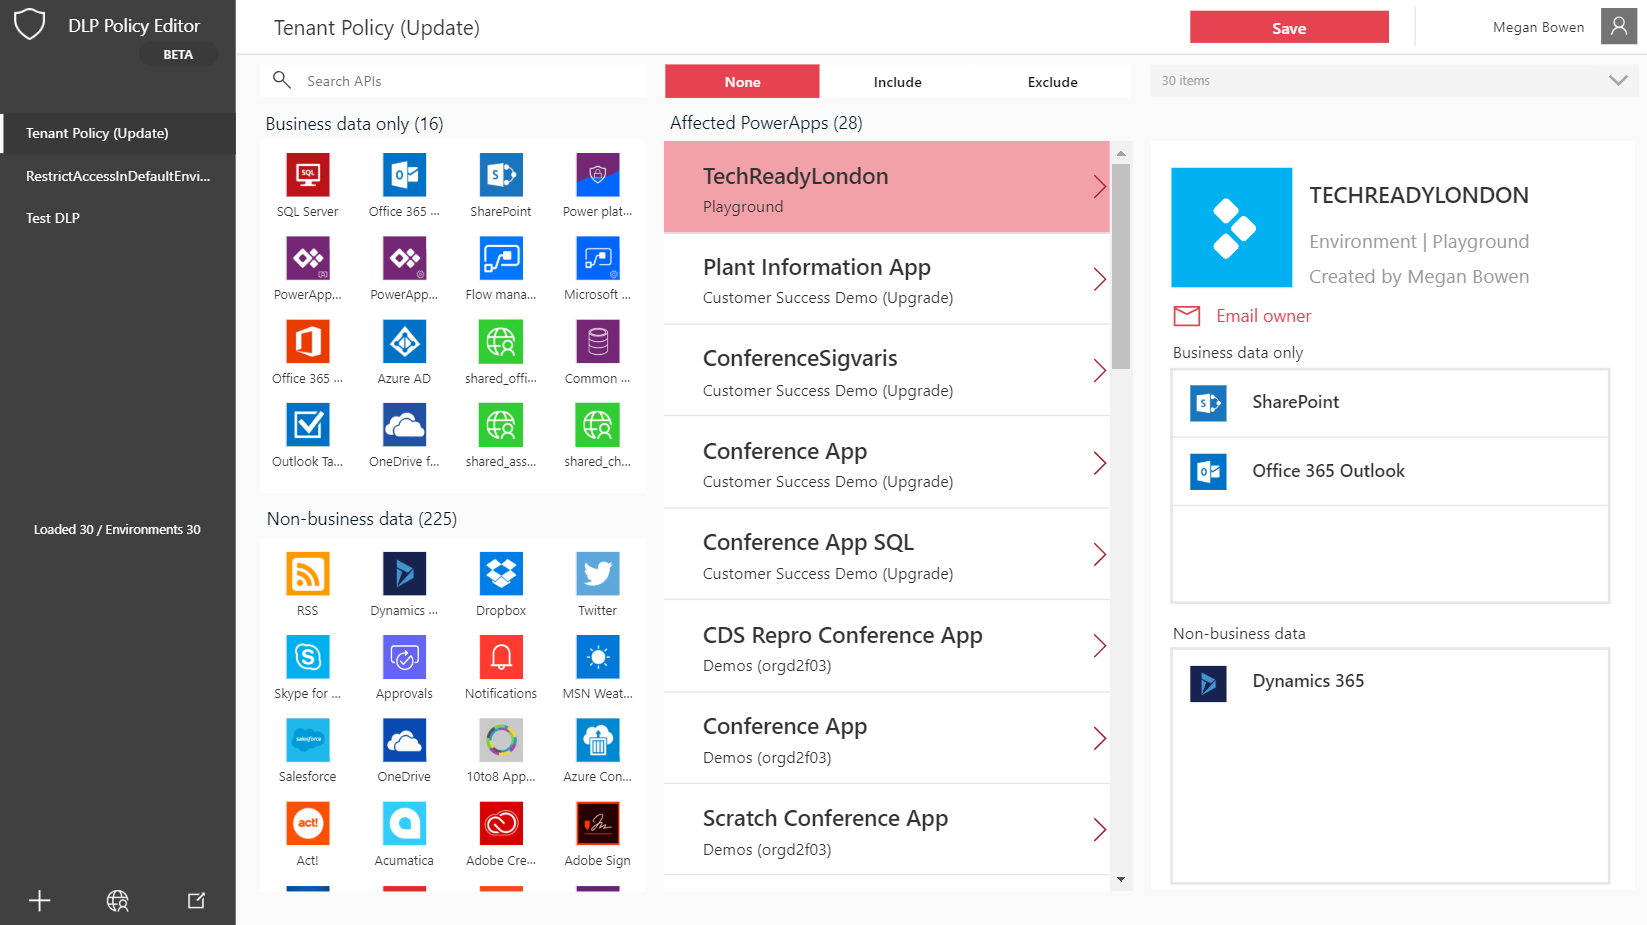 DLP Policy Editor
BETA
Tenant Policy (Update)
RestrictAccessInDefaultEnvi...
Test DLP
Loaded 30 / Environments 30
Tenant Policy (Update)
Save
Megan Bowen
Search APIs
None
Include
Exclude
30 items
Business data only (16)
SQL
SQL Server
Office 365 ...
SharePoint
Power plat...
PowerApp...
PowerApp...
Flow mana...
Microsoft ...
Office 365 ...
Azure AD
shared_offi...
Common ...
Outlook Ta...
OneDrive f...
shared_ass...
shared_ch...
Non-business data (225)
RSS
Dynamics ...
Dropbox
Twitter
Skype for ...
Approvals
Notifications
MSN Weat...
salesforce
Salesforce
OneDrive
10to8 App...
Azure Con...
act!
Act!
Acumatica
Adobe Cre...
Adobe Sign
Affected PowerApps (28)
TechReadyLondon
Playground
Plant Information App
Customer Success Demo (Upgrade)
ConferenceSigvaris
Customer Success Demo (Upgrade)
Conference App
Customer Success Demo (Upgrade)
Conference App SQL
Customer Success Demo (Upgrade)
CDS Repro Conference App
Demos (orgd2f03)
Conference App
Demos (orgd2f03)
Scratch Conference App
Demos (orgd2f03)
TECHREADYLONDON
Environment | Playground
Created by Megan Bowen
Email owner
Business data only
SharePoint
Office 365 Outlook
Non-business data
Dynamics 365